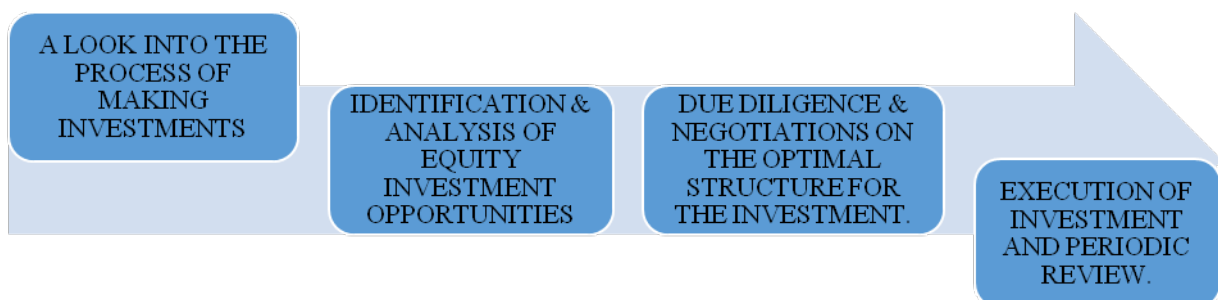 A LOOK INTO THE
PROCESS OF
MAKING
INVESTMENTS
IDENTIFICATION &
ANALYSIS OF
EQUITY
INVESTMENT
OPPORTUNITIES
DUE DILIGENCE &
NEGOTIATIONS ON
THE OPTIMAL
STRUCTURE FOR
THE INVESTMENT.
EXECUTION OF
INVESTMENT
AND PERIODIC
REVIEW.